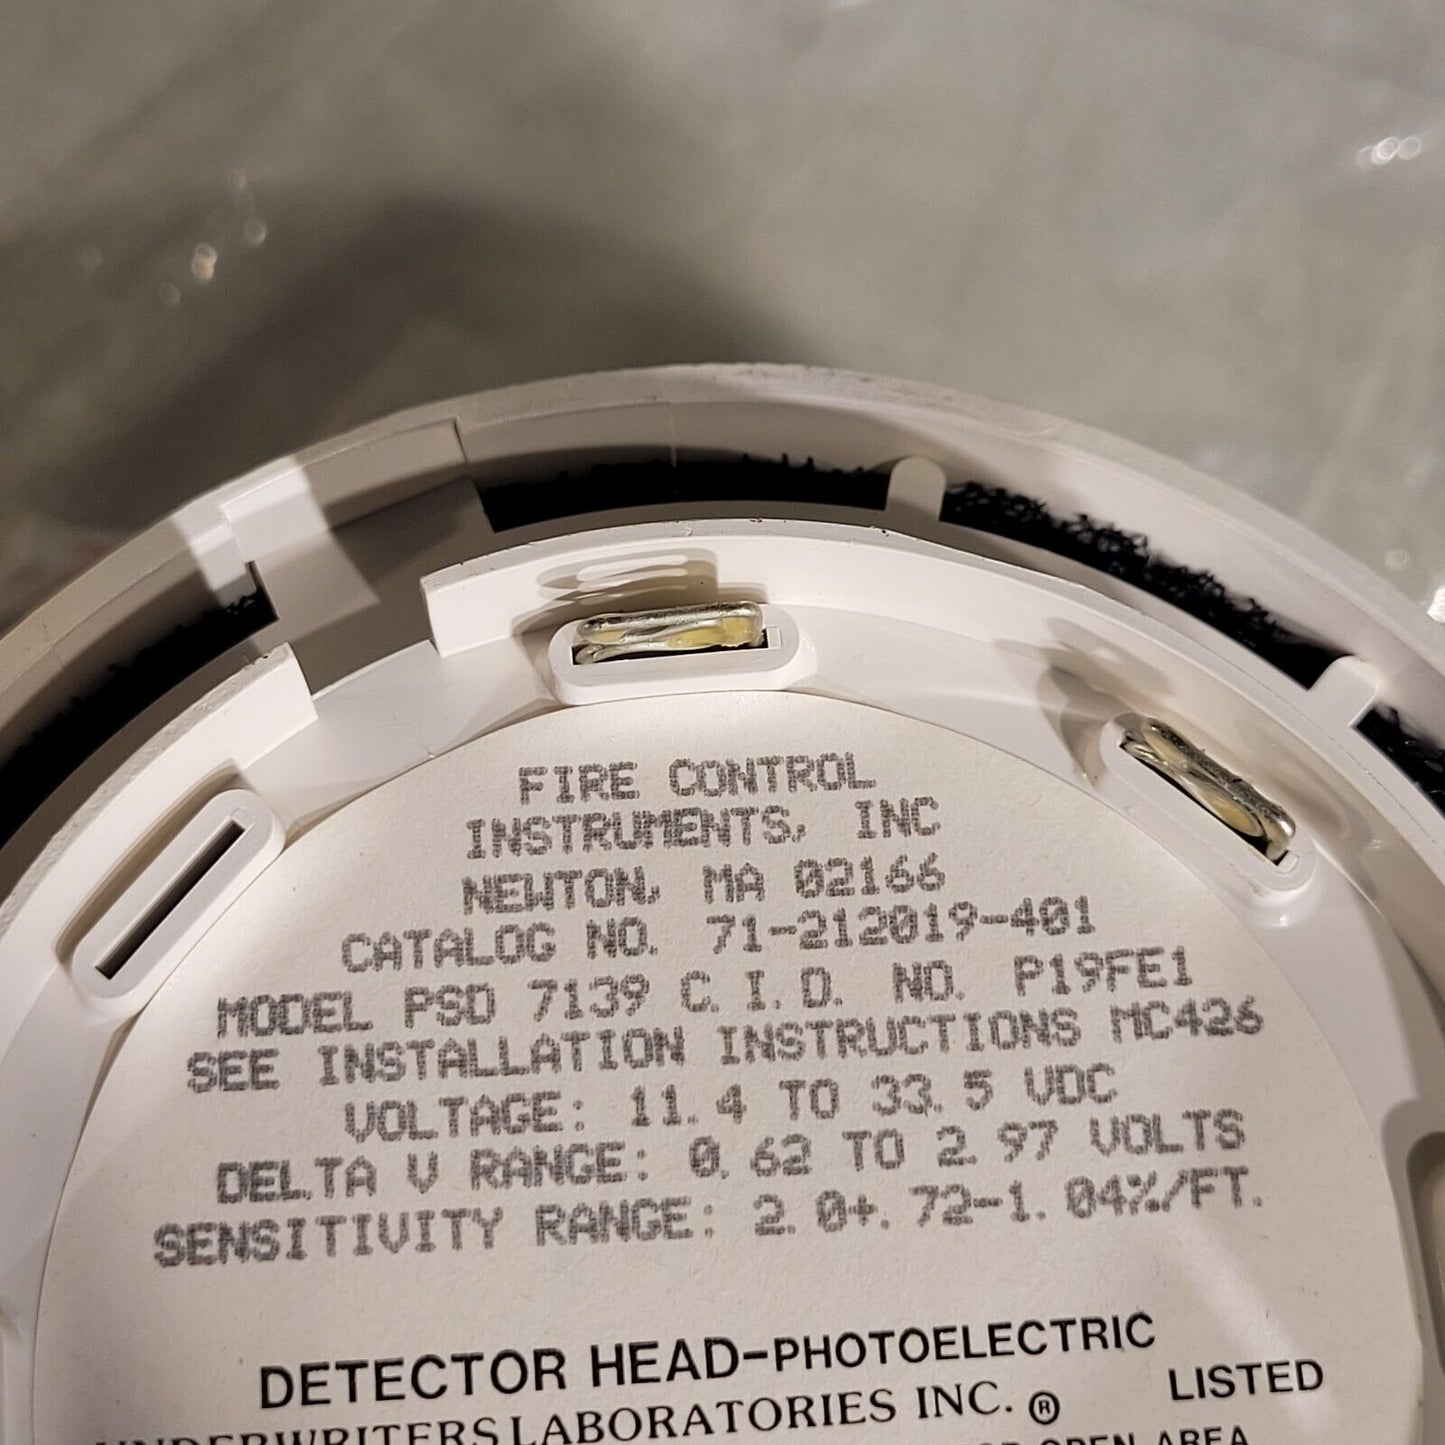 FIRE CONTROL
INSTRUMENTS, INC
NEWTON, MA 02166
CATALOG NO. 71-212019-401
MODEL PSD 7139 C.I.D. NO. P19FE1
SEE INSTALLATION INSTRUCTIONS MC426
VOLTAGE: 11.4 TO 33.5 VDC
DELTA V RANGE: 0.62 TO 2.97 VOLTS
SENSITIVITY RANGE: 2.0+.72-1.04%/FT.
DETECTOR HEAD-PHOTOELECTRIC
UNDERWRITERS LABORATORIES INC. ® LISTED
OPEN AREA